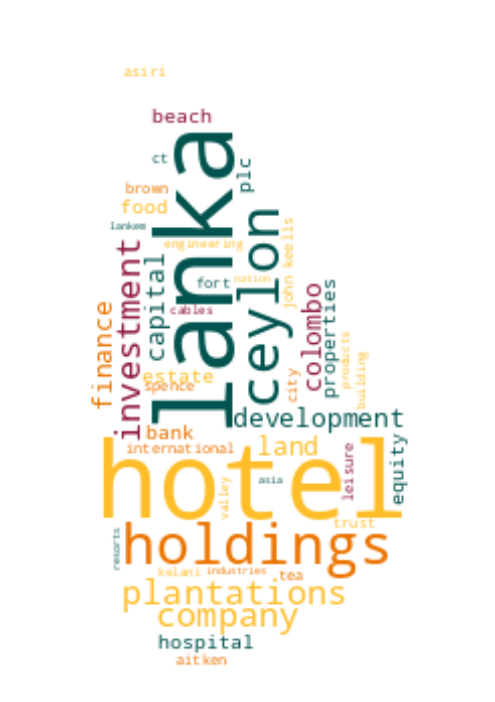 asiri
beach
ct
lanka
plc
brown
food
lankem
ceylon
engineering
john keells
investment
capital
fort
nation
cables
colombo
properties
finance
estate
spence
city
products
building
development
bank
international
land
hotel
asia
leisure
equity
valley
trust
resorts
holdings
kelani
industries
tea
plantations
company
hospital
aitken